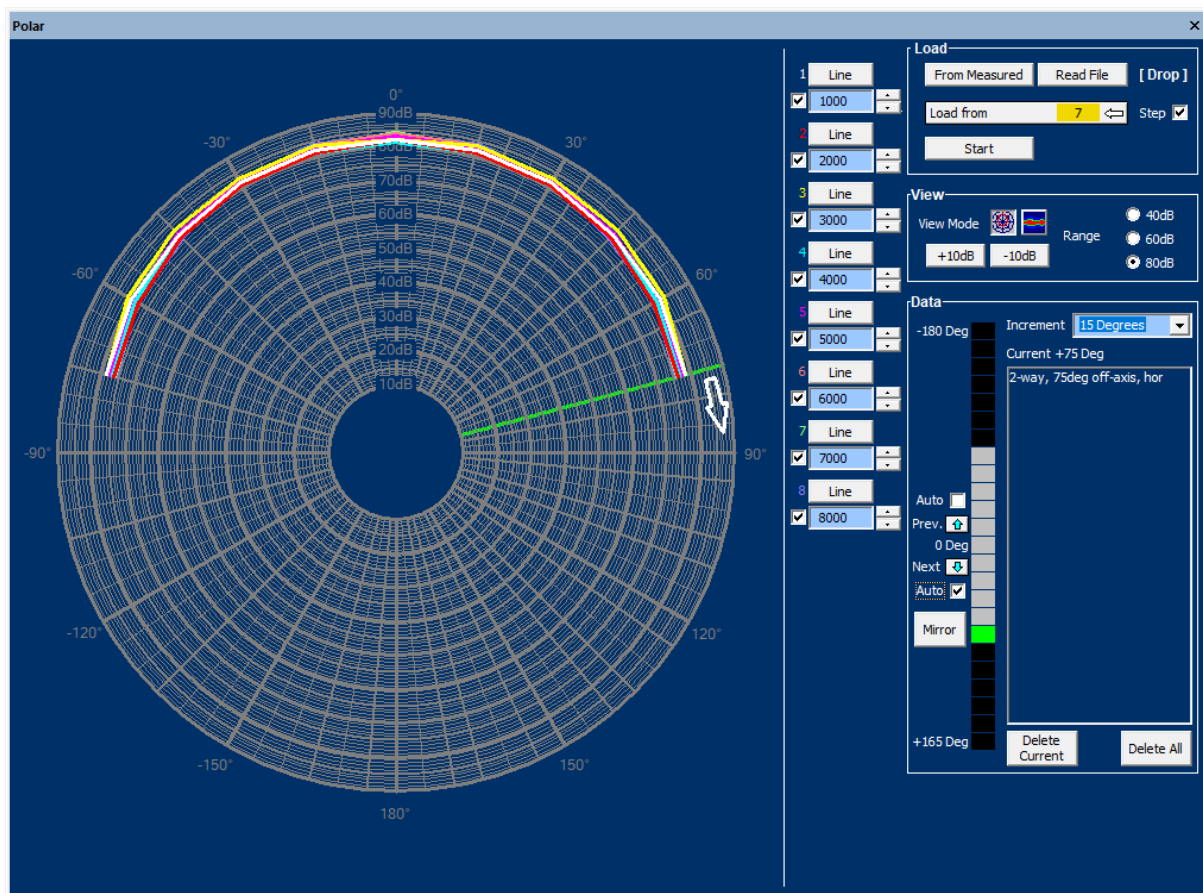 Polar
0°
90dB
80dB
70dB
60dB
50dB
40dB
30dB
20dB
10dB
-30°
30°
-60°
60°
-90°
90°
-120°
120°
-150°
150°
180°
1 Line
1000
2 Line
2000
3 Line
3000
4 Line
4000
5 Line
5000
6 Line
6000
7 Line
7000
8 Line
8000
Load
From Measured Read File [ Drop ]
Load from 7 Step
Start
View
View Mode Range
40dB
60dB
80dB
+10dB -10dB
Data
-180 Deg
Increment 15 Degrees
Current +75 Deg
2-way, 75deg off-axis, hor
Auto
Prev.
0 Deg
Next
Auto
Mirror
+165 Deg
Delete
Current
Delete All